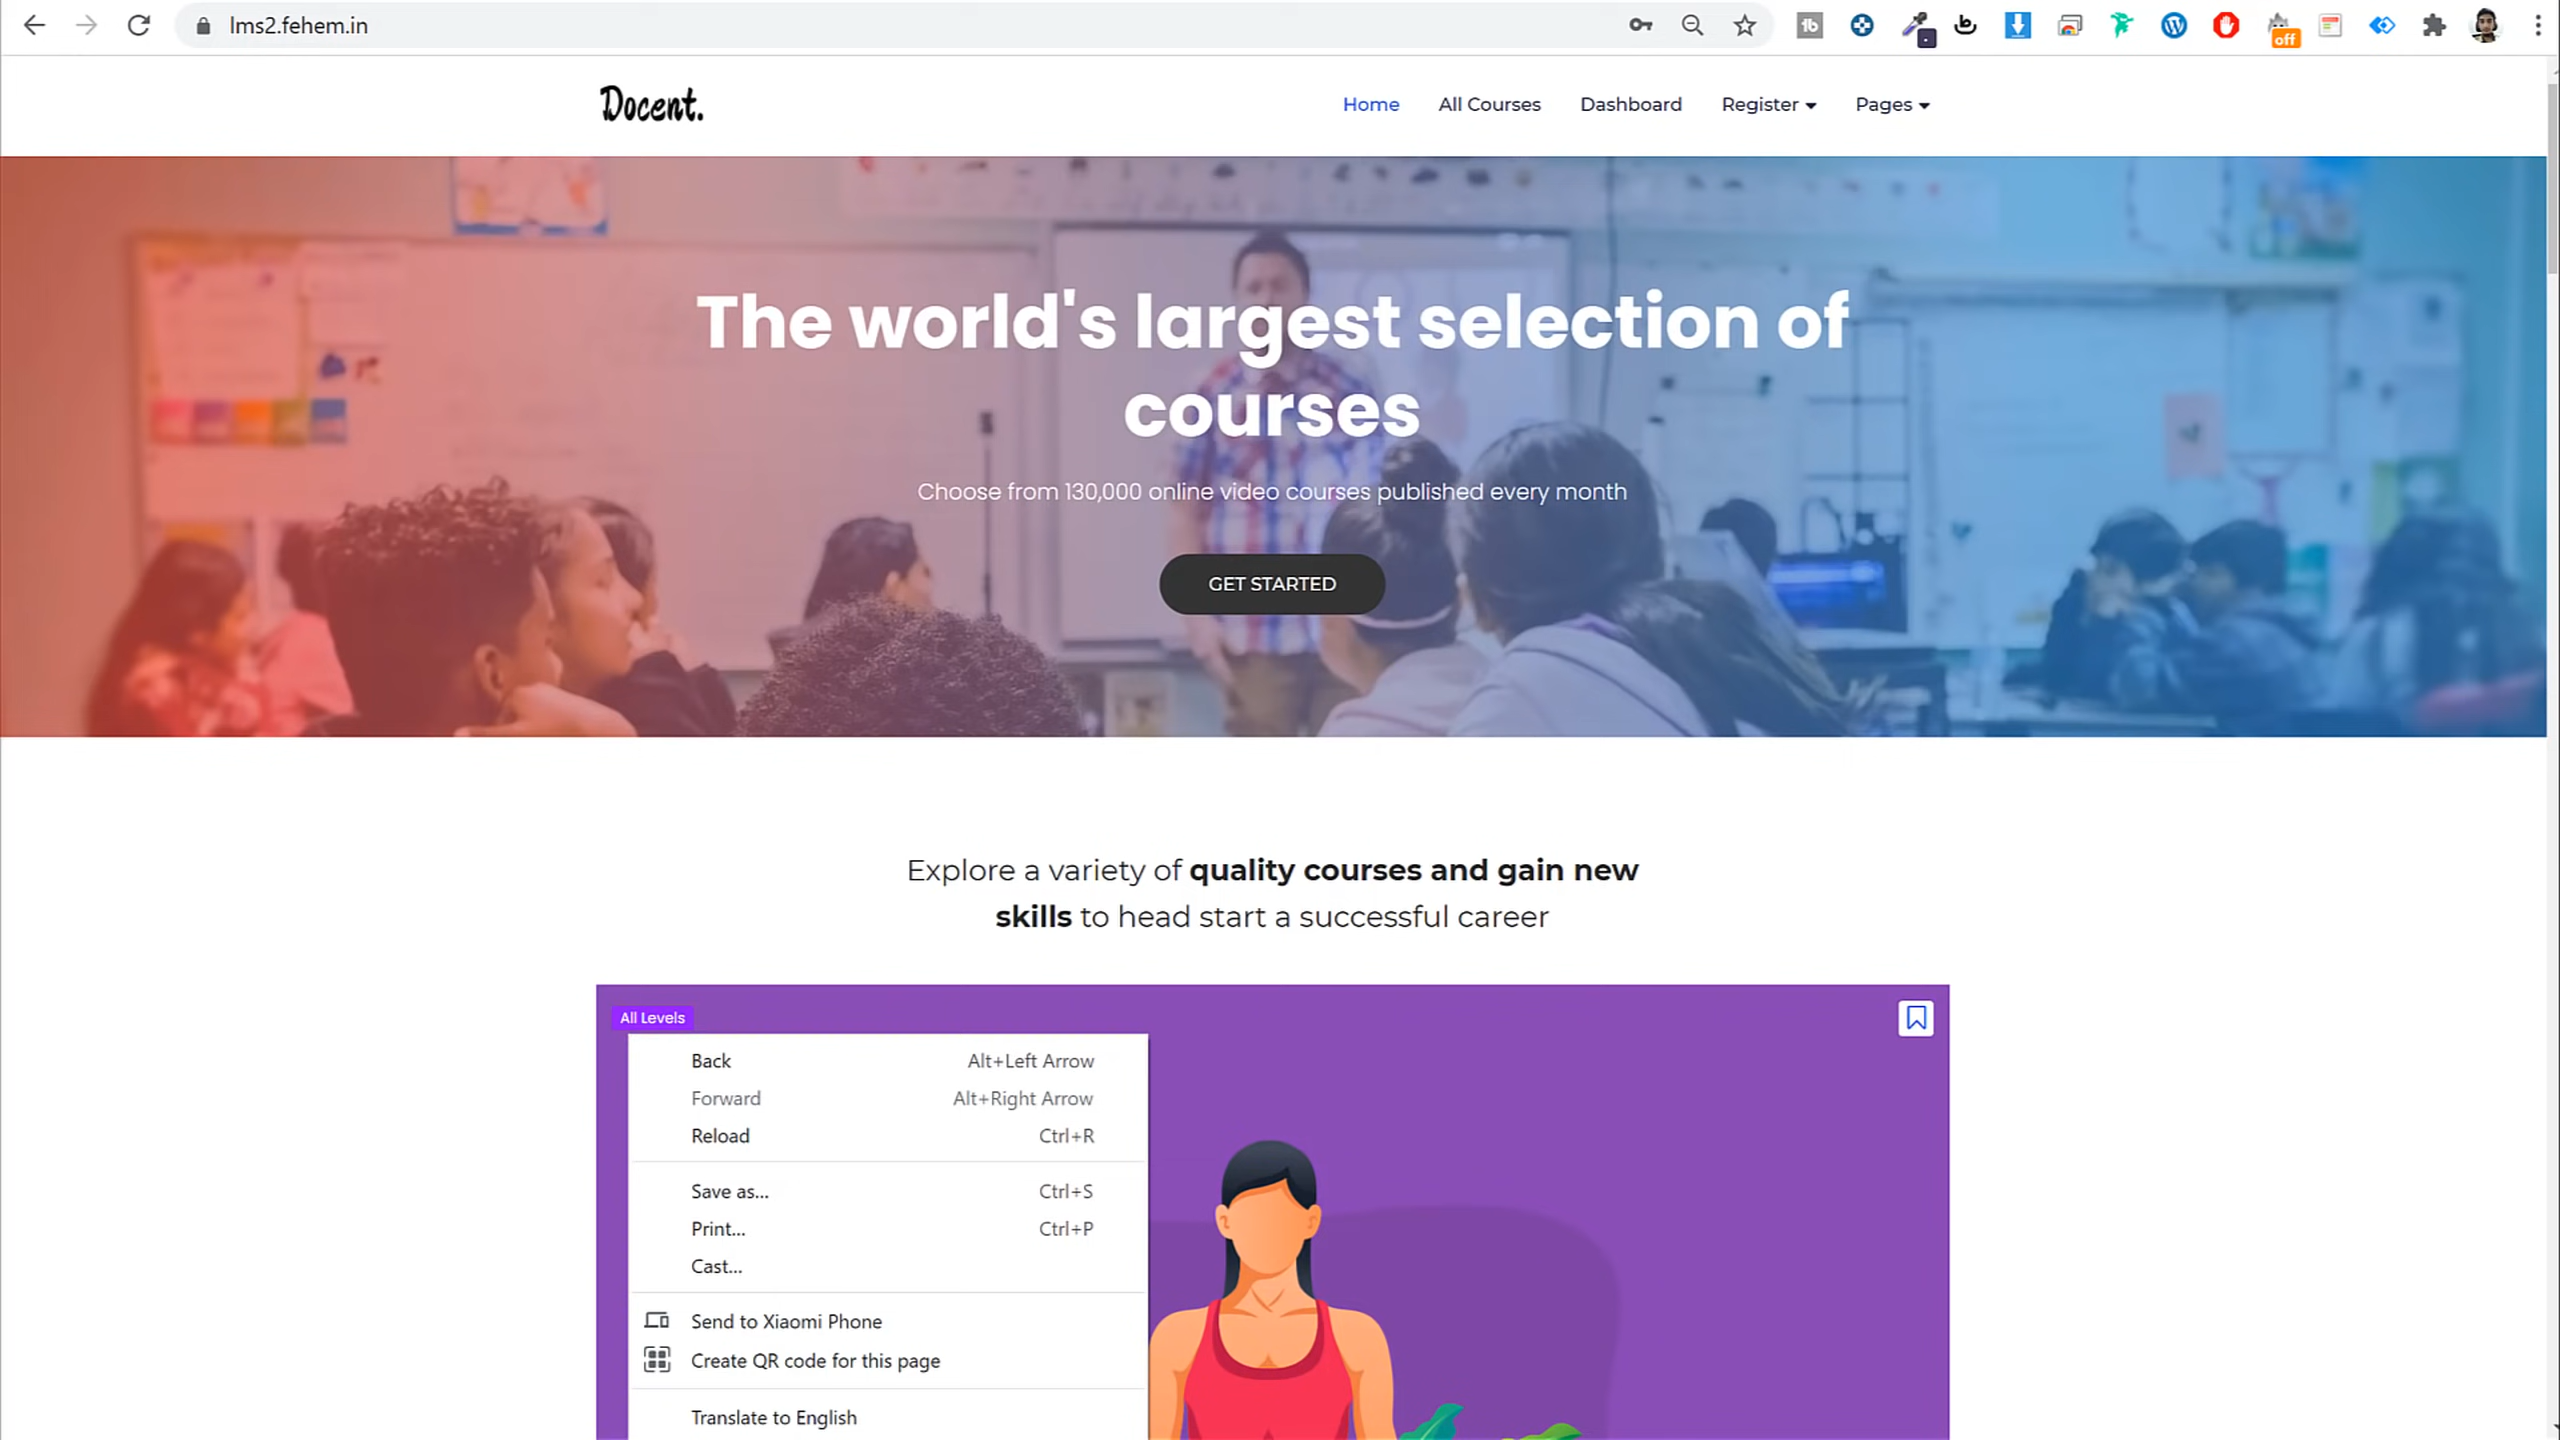 lms2.fehem.in
off
Docent.
Home
All Courses
Dashboard
Register
Pages
The world's largest selection of
courses
Choose from 130,000 online video courses published every month
GET STARTED
Explore a variety of quality courses and gain new
skills to head start a successful career
All Levels
Back Alt+Left Arrow
Forward Alt+Right Arrow
Reload Ctrl+R
Save as... Ctrl+S
Print... Ctrl+P
Cast...
Send to Xiaomi Phone
Create QR code for this page
Translate to English